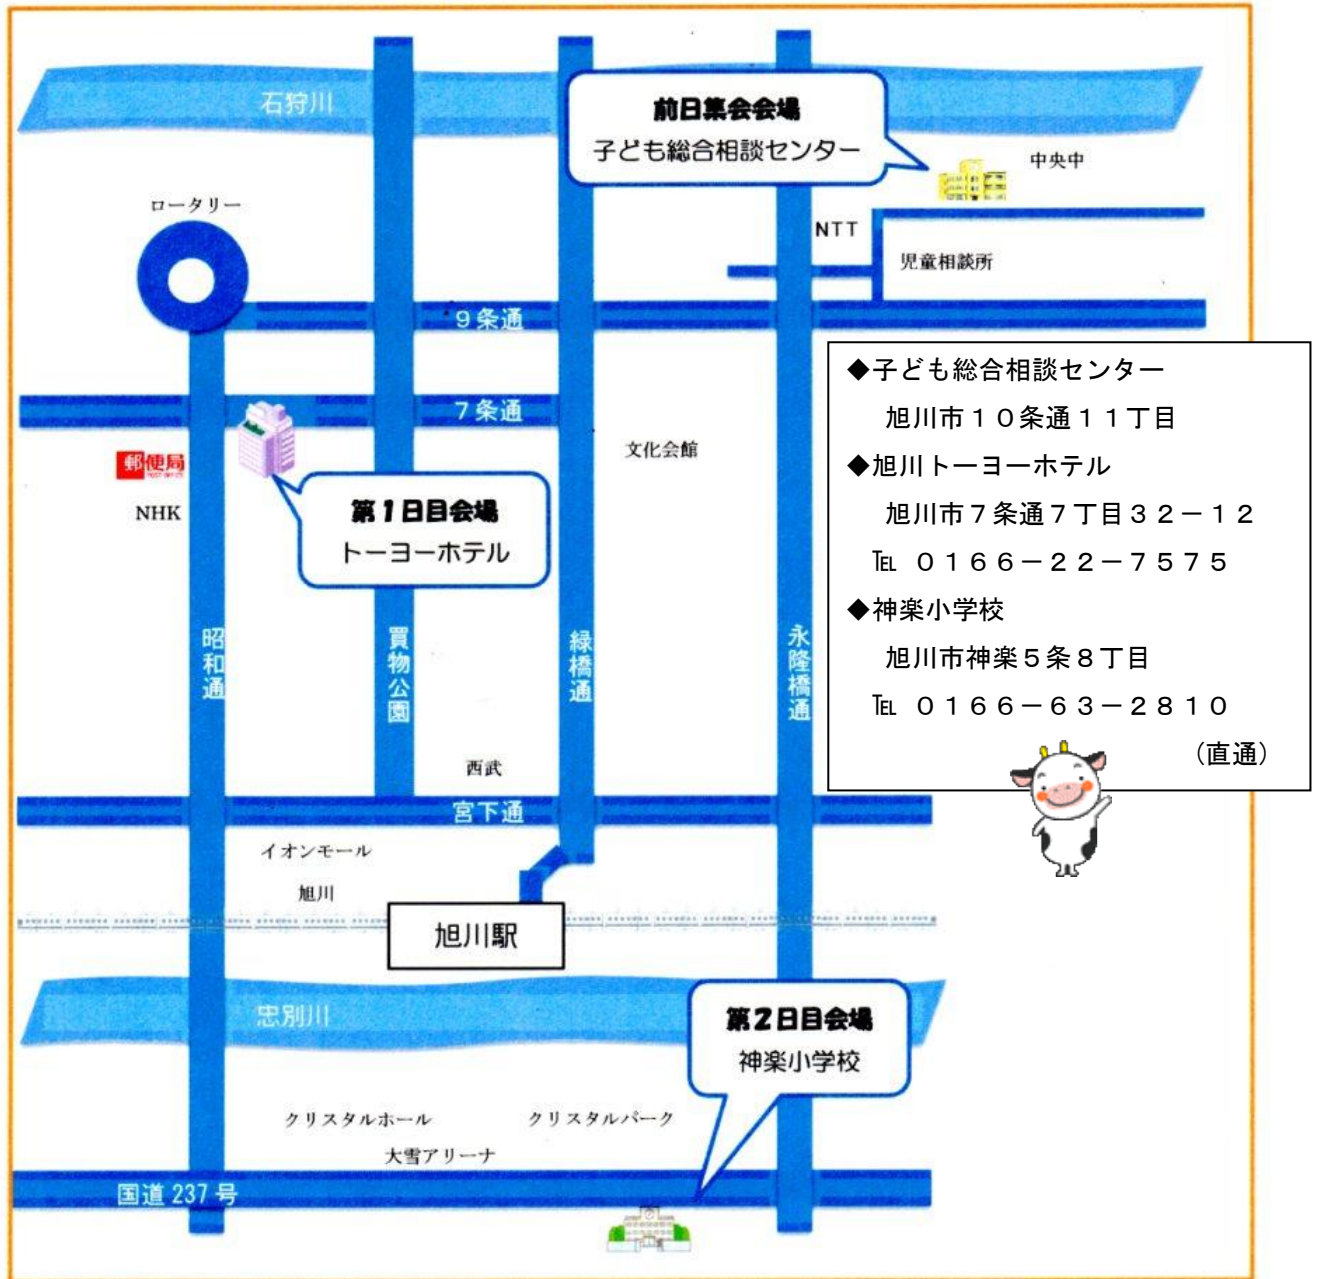 石狩川
前日集会会場
子ども総合相談センター
中央中
ロータリー
NTT
児童相談所
９条通
７条通
◆子ども総合相談センター
旭川市１０条通１１丁目
◆旭川トーヨーホテル
旭川市７条通７丁目３２－１２
℡ ０１６６－２２－７５７５
◆神楽小学校
旭川市神楽５条８丁目
℡ ０１６６－６３－２８１０
（直通）
文化会館
郵便局
POST OFFICE
NHK
第１日目会場
トーヨーホテル
昭和通
買物公園
緑橋通
永隆橋通
西武
宮下通
イオンモール
旭川
旭川駅
忠別川
第２日目会場
神楽小学校
クリスタルホール
クリスタルパーク
大雪アリーナ
国道 237 号